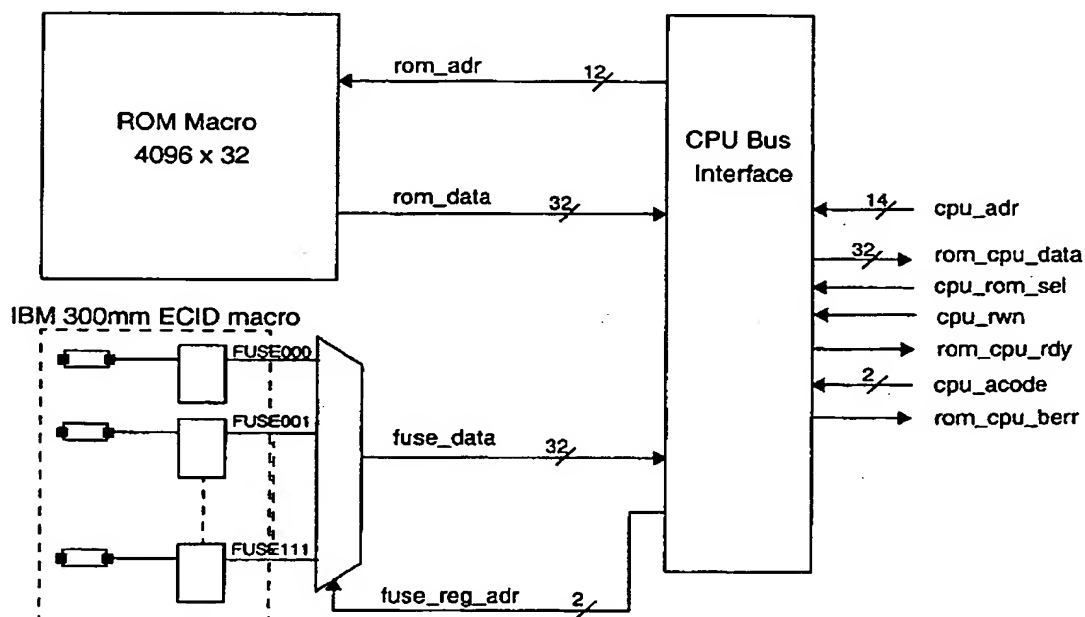 rom_adr
12
ROM Macro
4096 x 32
CPU Bus
Interface
rom_data
32
14
cpu_adr
32
rom_cpu_data
cpu_rom_sel
IBM 300mm ECID macro
cpu_rwn
FUSE000
rom_cpu_rdy
2
cpu_acode
FUSE001
rom_cpu_berr
fuse_data
32
FUSE111
fuse_reg_adr
2